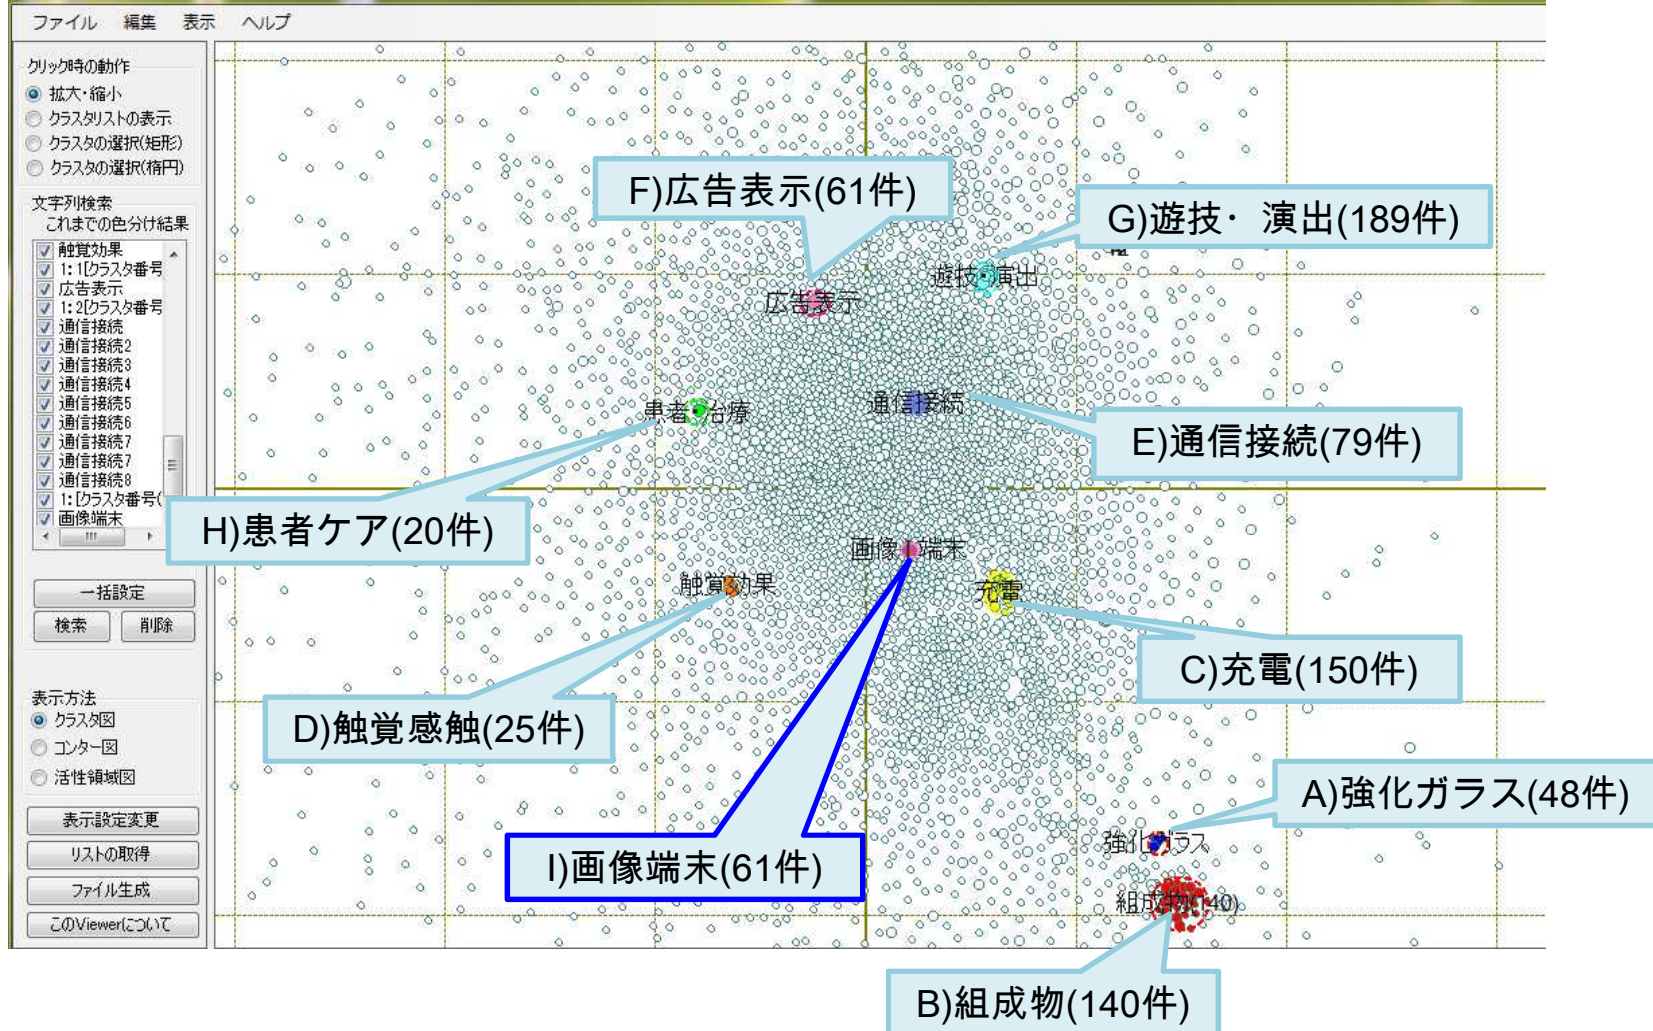 ファイル 編集 表示 ヘルプ
クリック時の動作
拡大・縮小
クラスタリストの表示
クラスタの選択(矩形)
クラスタの選択(楕円)
文字列検索
これまでの色分け結果
触覚効果
1:1[クラスタ番号
広告表示
1:2[クラスタ番号
通信接続
通信接続2
通信接続3
通信接続4
通信接続5
通信接続6
通信接続7
通信接続7
通信接続8
1:[クラスタ番号(
画像端末
一括設定
検索 削除
表示方法
クラスタ図
コンター図
活性領域図
表示設定変更
リストの取得
ファイル生成
このViewerについて
F)広告表示(61件)
G)遊技・ 演出(189件)
遊技・演出
広告表示
患者・治療
通信接続
E)通信接続(79件)
H)患者ケア(20件)
画像・端末
触覚効果
充電
C)充電(150件)
D)触覚感触(25件)
A)強化ガラス(48件)
I)画像端末(61件)
強化ガラス
組成物(140)
B)組成物(140件)